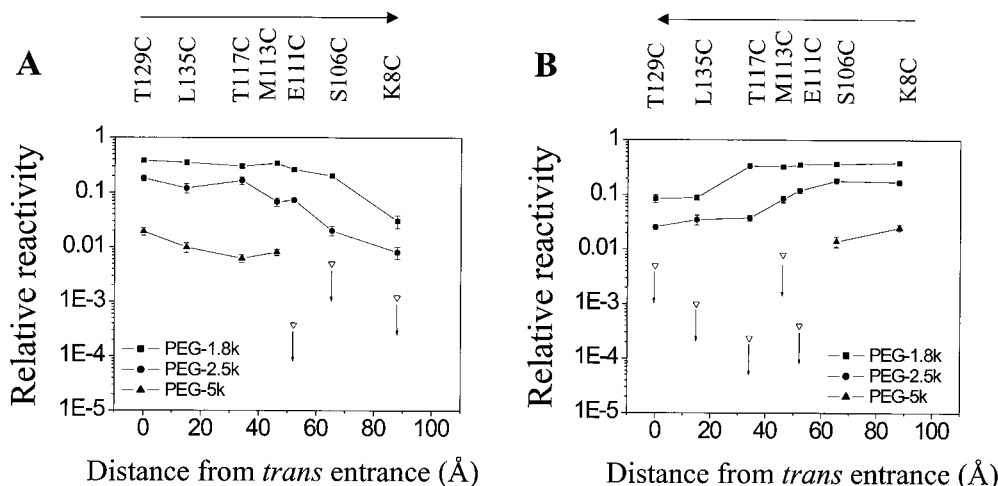 A
T129C
L135C
T117C
M113C
E111C
S106C
K8C
Relative reactivity
1
0.1
0.01
1E-3
1E-4
1E-5
PEG-1.8k
PEG-2.5k
PEG-5k
0 20 40 60 80 100
Distance from trans entrance (Å)
B
T129C
L135C
T117C
M113C
E111C
S106C
K8C
Relative reactivity
1
0.1
0.01
1E-3
1E-4
1E-5
PEG-1.8k
PEG-2.5k
PEG-5k
0 20 40 60 80 100
Distance from trans entrance (Å)